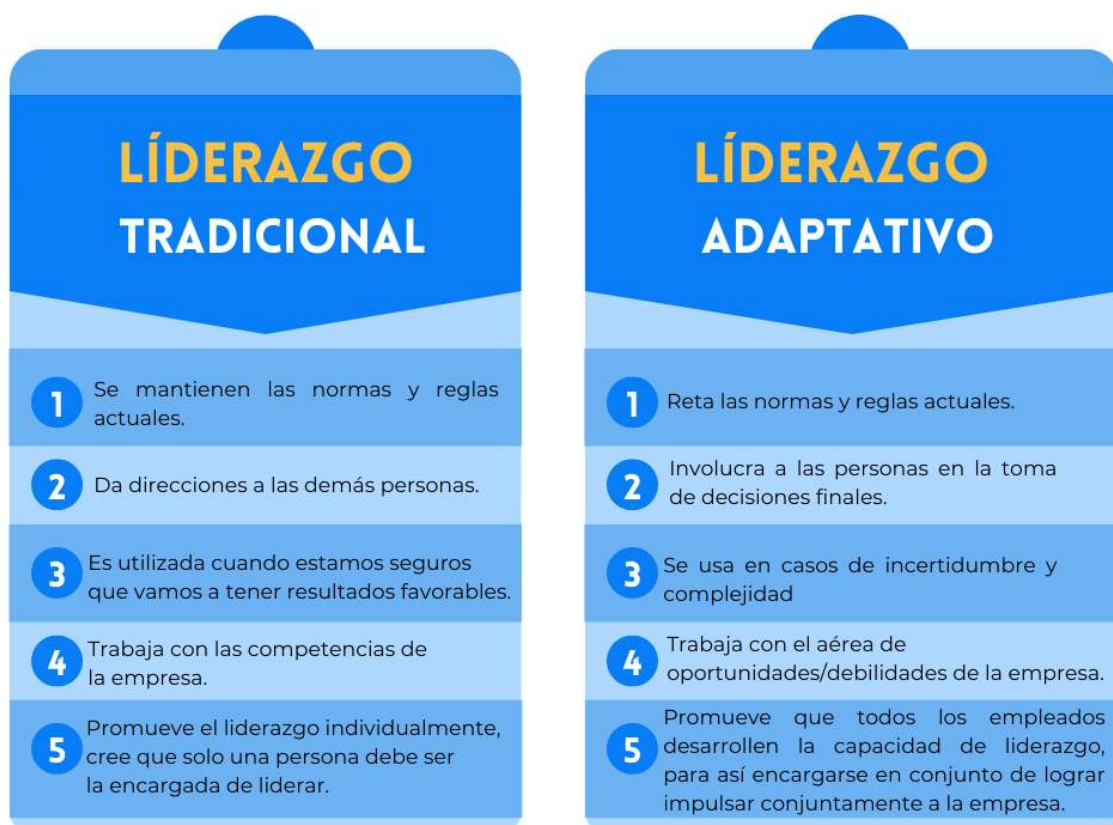 LÍDERAZGO
TRADICIONAL
1 Se mantienen las normas y reglas
actuales.
2 Da direcciones a las demás personas.
3 Es utilizada cuando estamos seguros
que vamos a tener resultados favorables.
4 Trabaja con las competencias de
la empresa.
5 Promueve el liderazgo individualmente,
cree que solo una persona debe ser
la encargada de liderar.
LÍDERAZGO
ADAPTATIVO
1 Reta las normas y reglas actuales.
2 Involucra a las personas en la toma
de decisiones finales.
3 Se usa en casos de incertidumbre y
complejidad
4 Trabaja con el aérea de
oportunidades/debilidades de la empresa.
5 Promueve que todos los empleados
desarrollen la capacidad de liderazgo,
para así encargarse en conjunto de lograr
impulsar conjuntamente a la empresa.